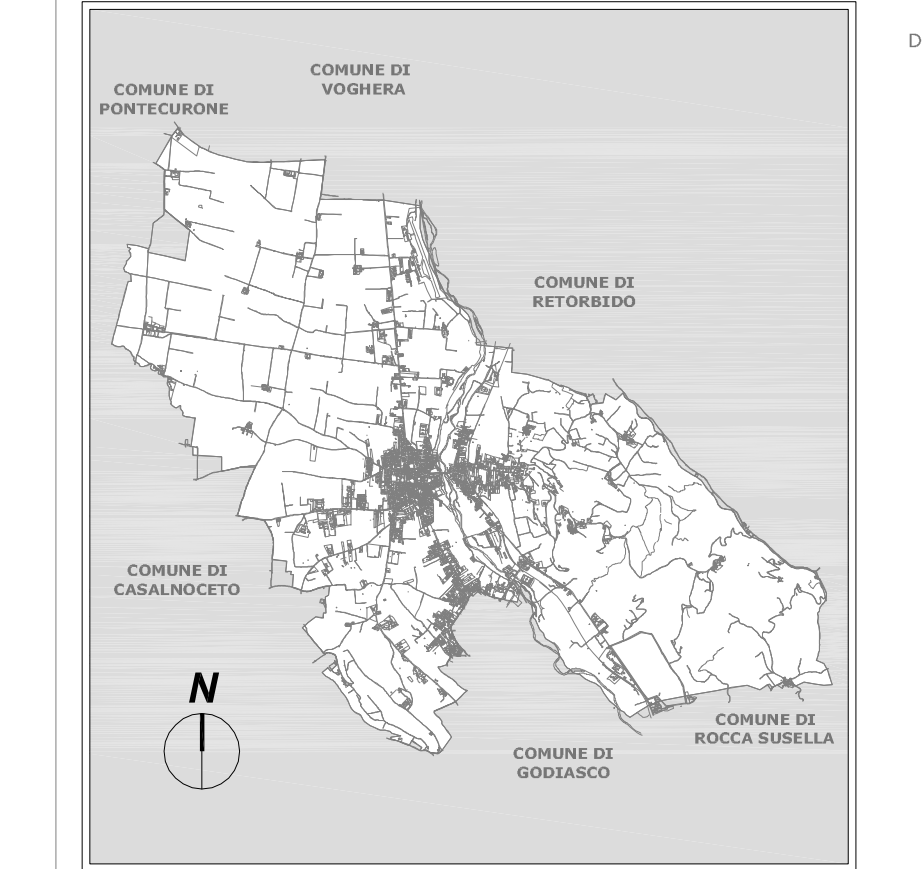 D
COMUNE DI
VOGHERA
COMUNE DI
PONTECURONE
COMUNE DI
RETORBIDO
COMUNE DI
CASALNOCETO
N
COMUNE DI
ROCCA SUSELLA
COMUNE DI
GODIASCO